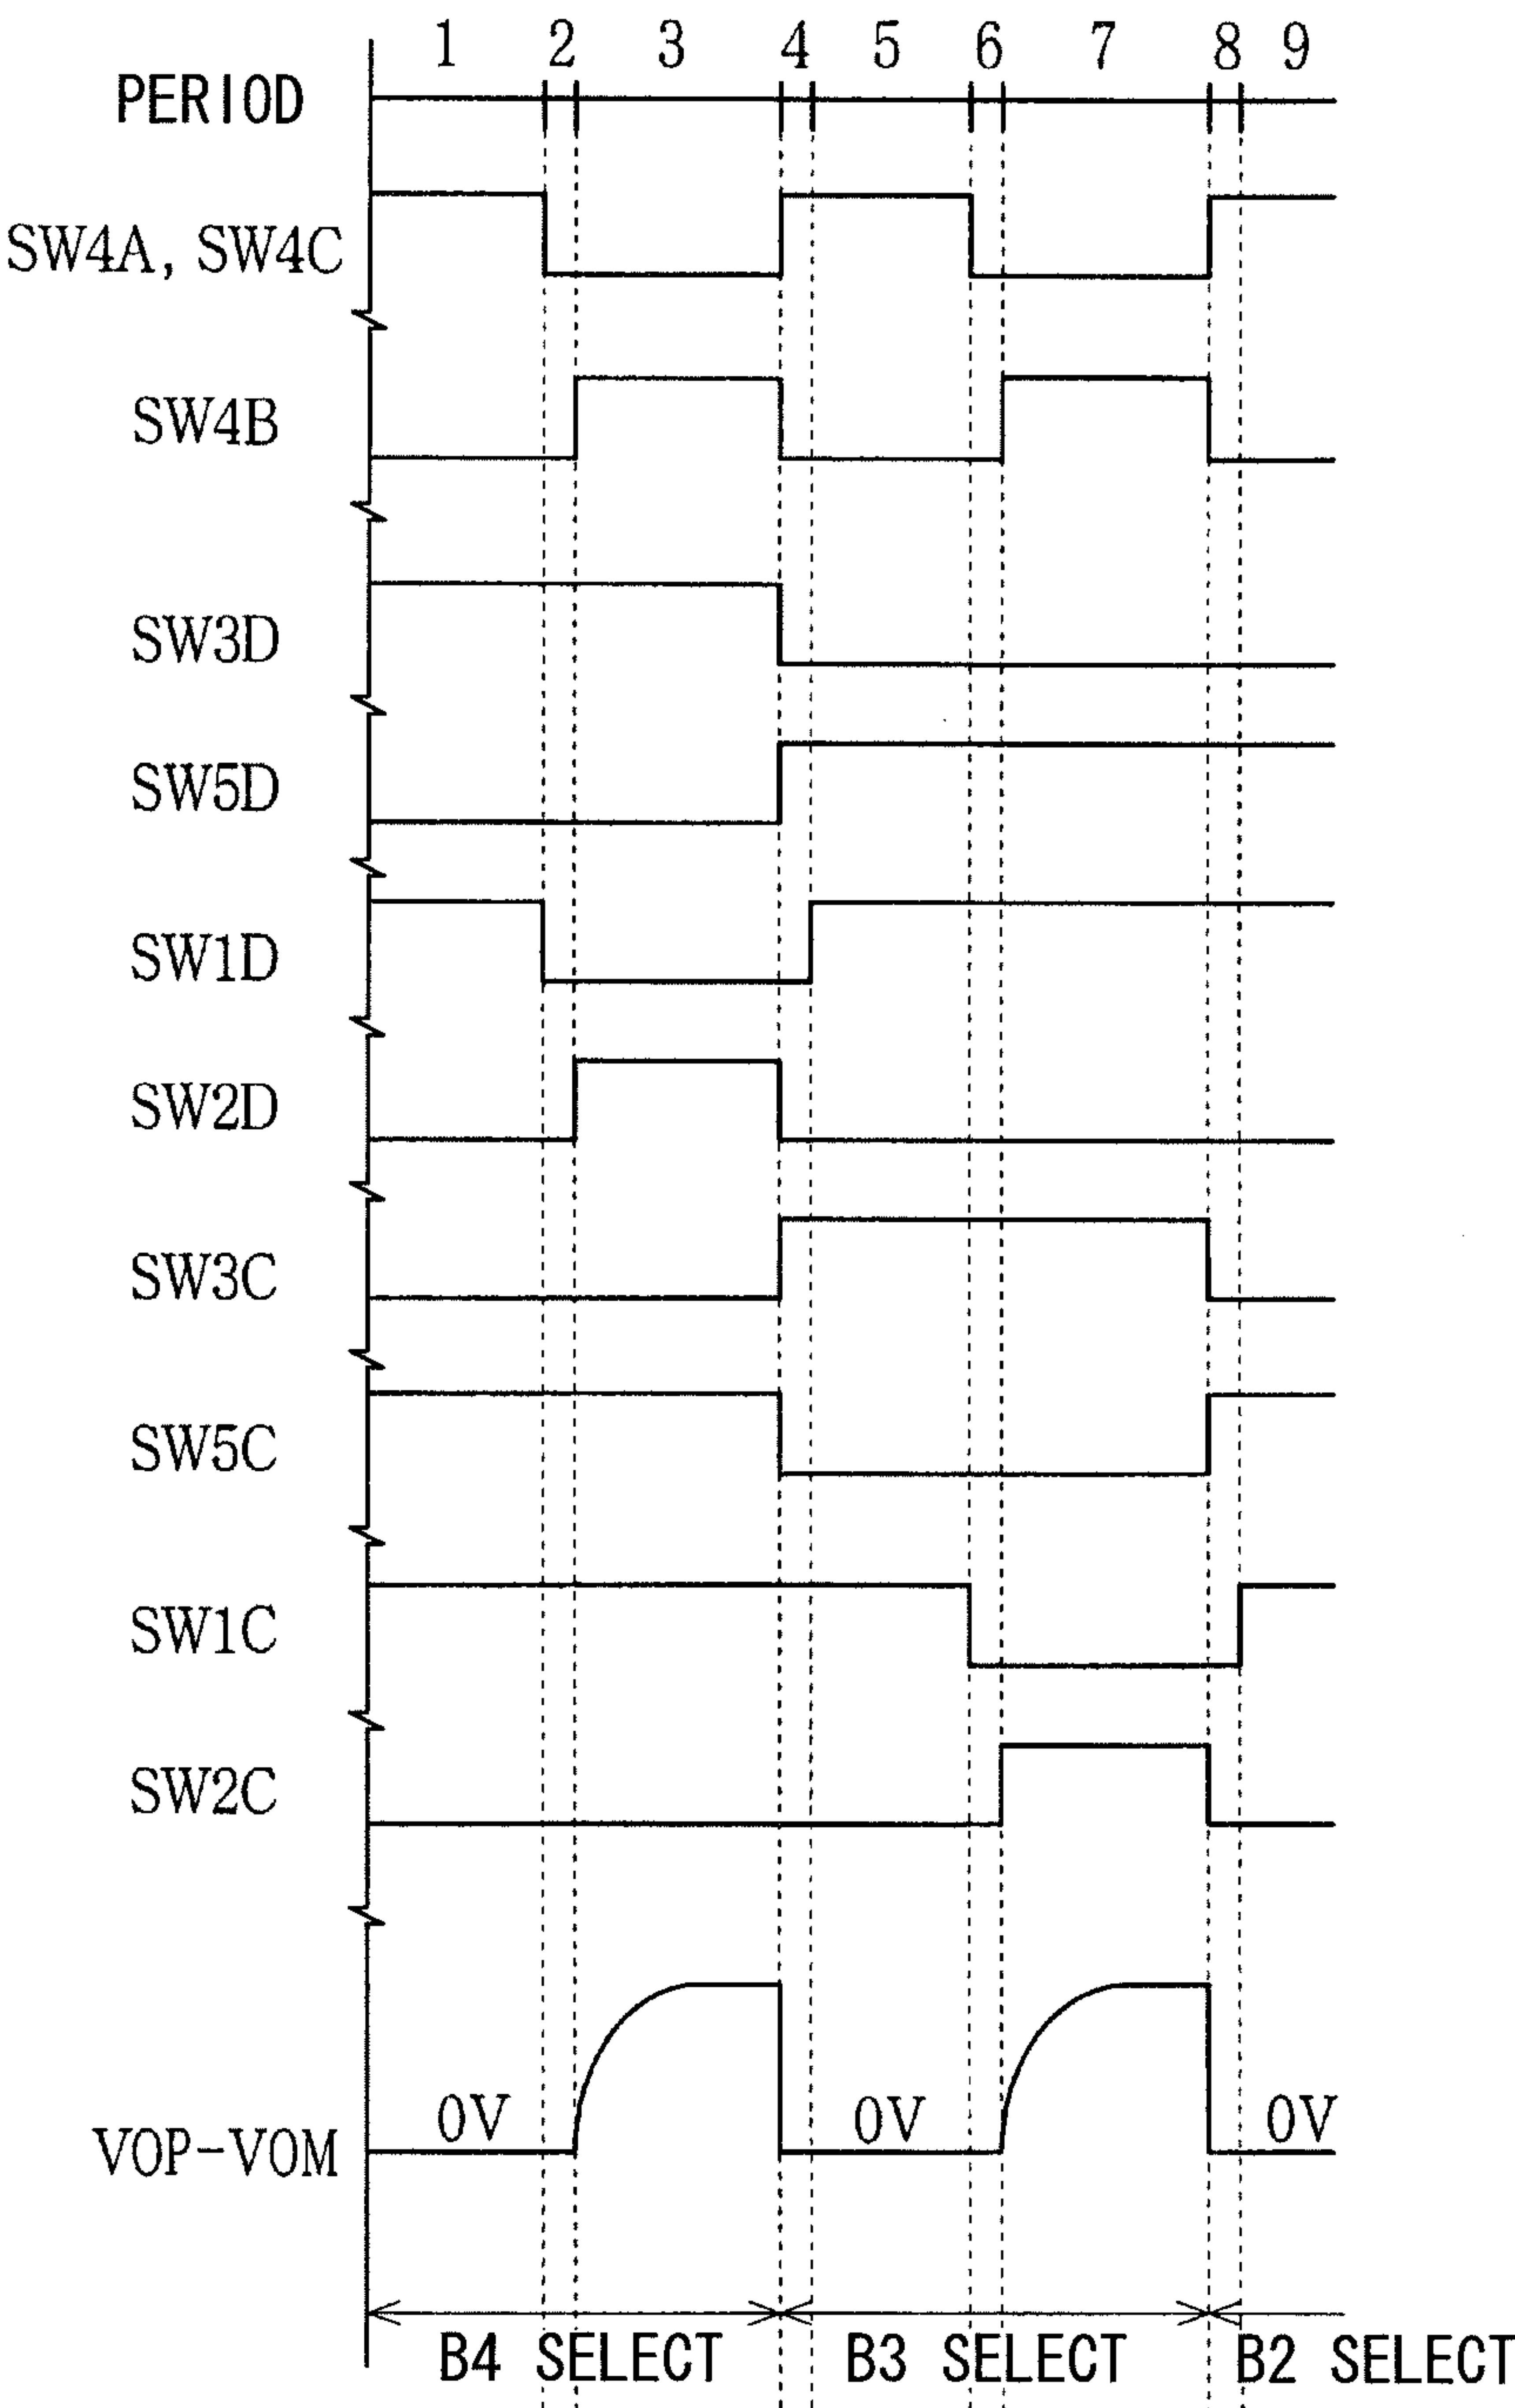 1 2 3 4 5 6 7 8 9
PERIOD
SW4A, SW4C
SW4B
SW3D
SW5D
SW1D
SW2D
SW3C
SW5C
SW1C
SW2C
0V 0V 0V
VOP-VOM
B4 SELECT B3 SELECT B2 SELECT